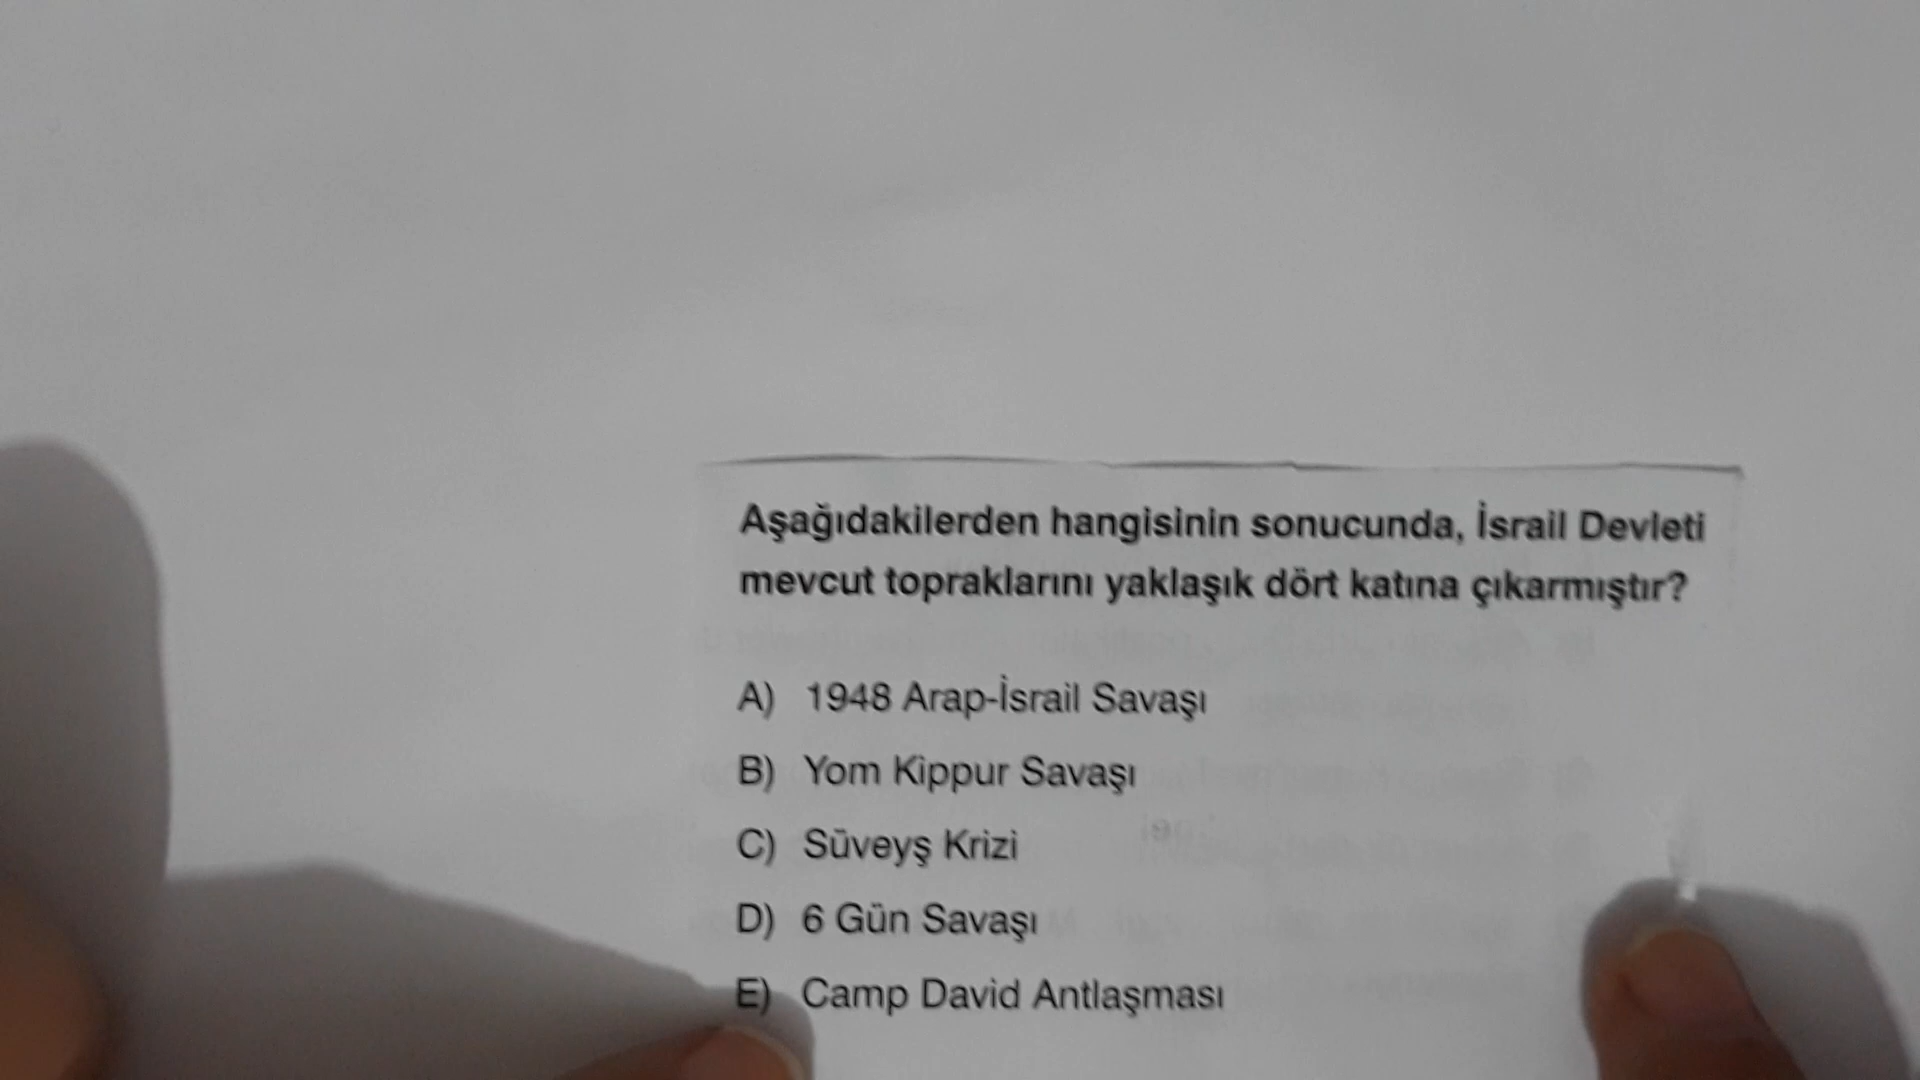 Aşağıdakilerden hangisinin sonucunda, İsrail Devleti
mevcut topraklarını yaklaşık dört katına çıkarmıştır?
A) 1948 Arap-İsrail Savaşı
B) Yom Kippur Savaşı
C) Süveyş Krizi
D) 6 Gün Savaşı
E) Camp David Antlaşması